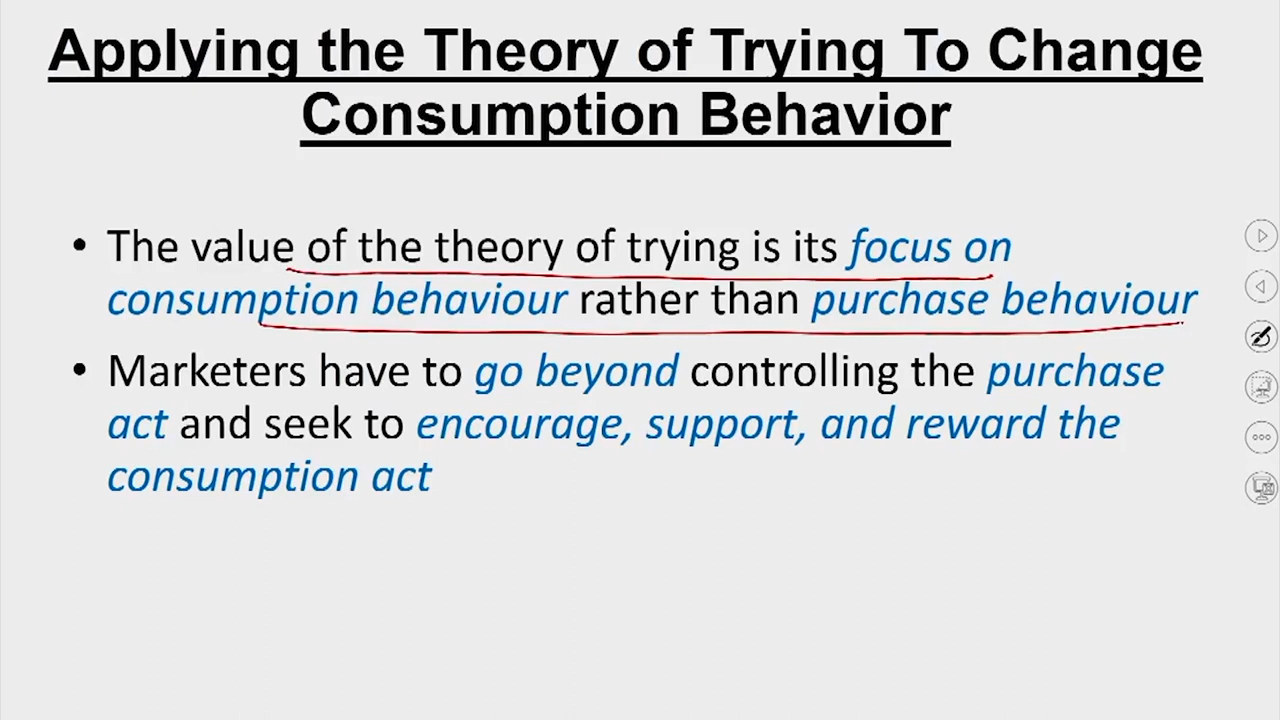 Applying the Theory of Trying To Change
Consumption Behavior
• The value of the theory of trying is its focus on
consumption behaviour rather than purchase behaviour
• Marketers have to go beyond controlling the purchase
act and seek to encourage, support, and reward the
consumption act